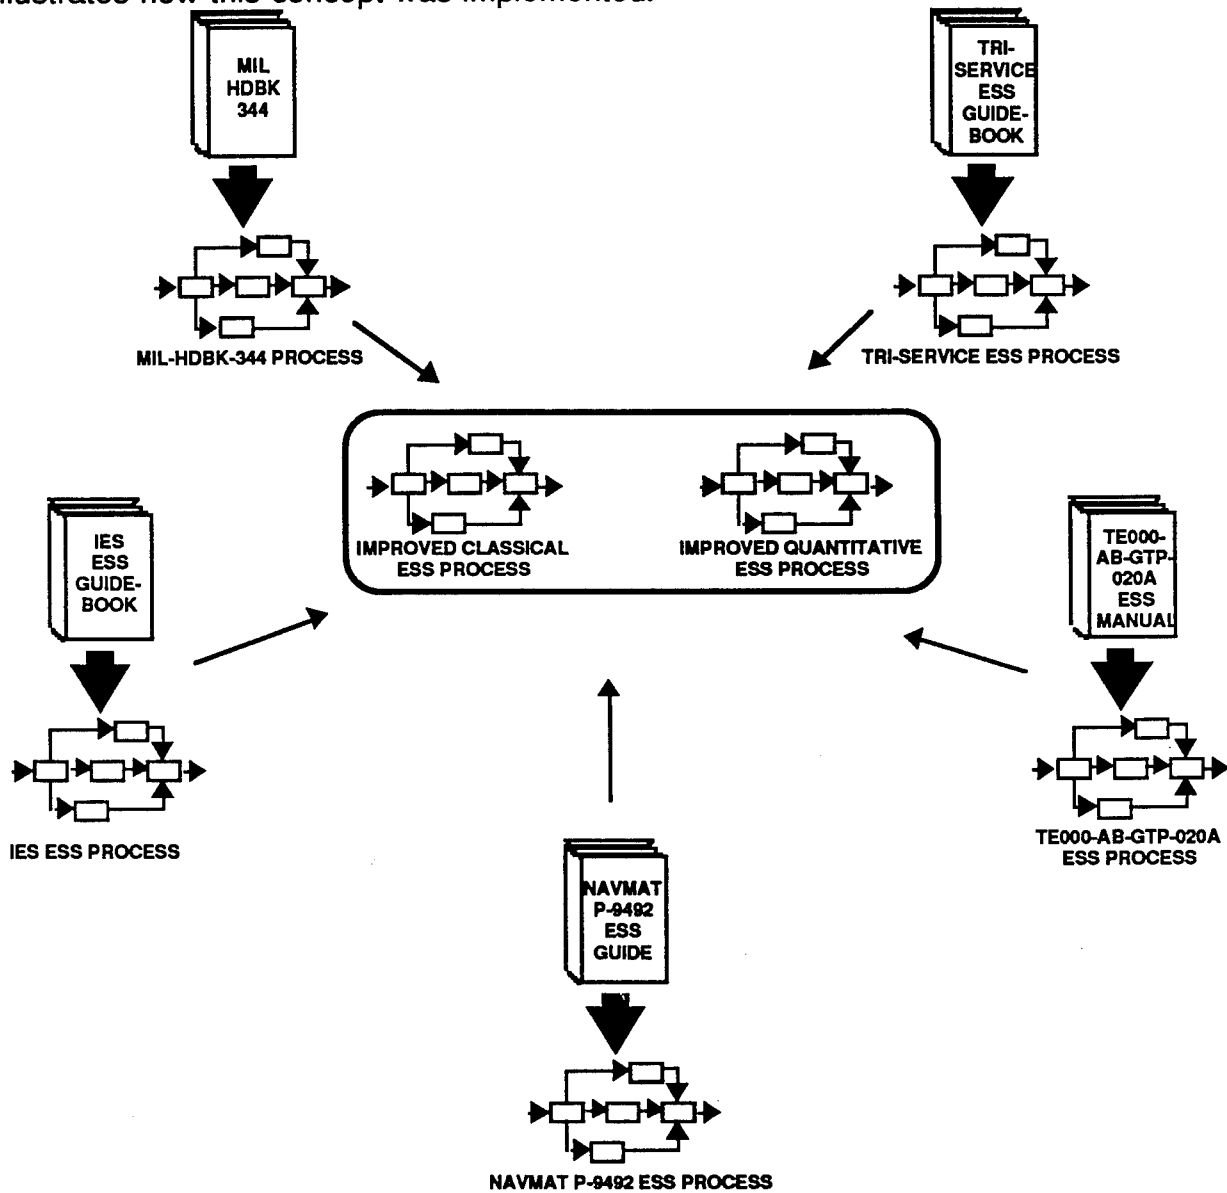 illustrates how this concept was implemented.
MIL
HDBK
344
TRI-
SERVICE
ESS
GUIDE-
BOOK
MIL-HDBK-344 PROCESS
TRI-SERVICE ESS PROCESS
IMPROVED CLASSICAL
ESS PROCESS
IMPROVED QUANTITATIVE
ESS PROCESS
IES
ESS
GUIDE-
BOOK
TE000-
AB-GTP-
020A
ESS
MANUAL
IES ESS PROCESS
TE000-AB-GTP-020A
ESS PROCESS
NAVMAT
P-9492
ESS
GUIDE
NAVMAT P-9492 ESS PROCESS